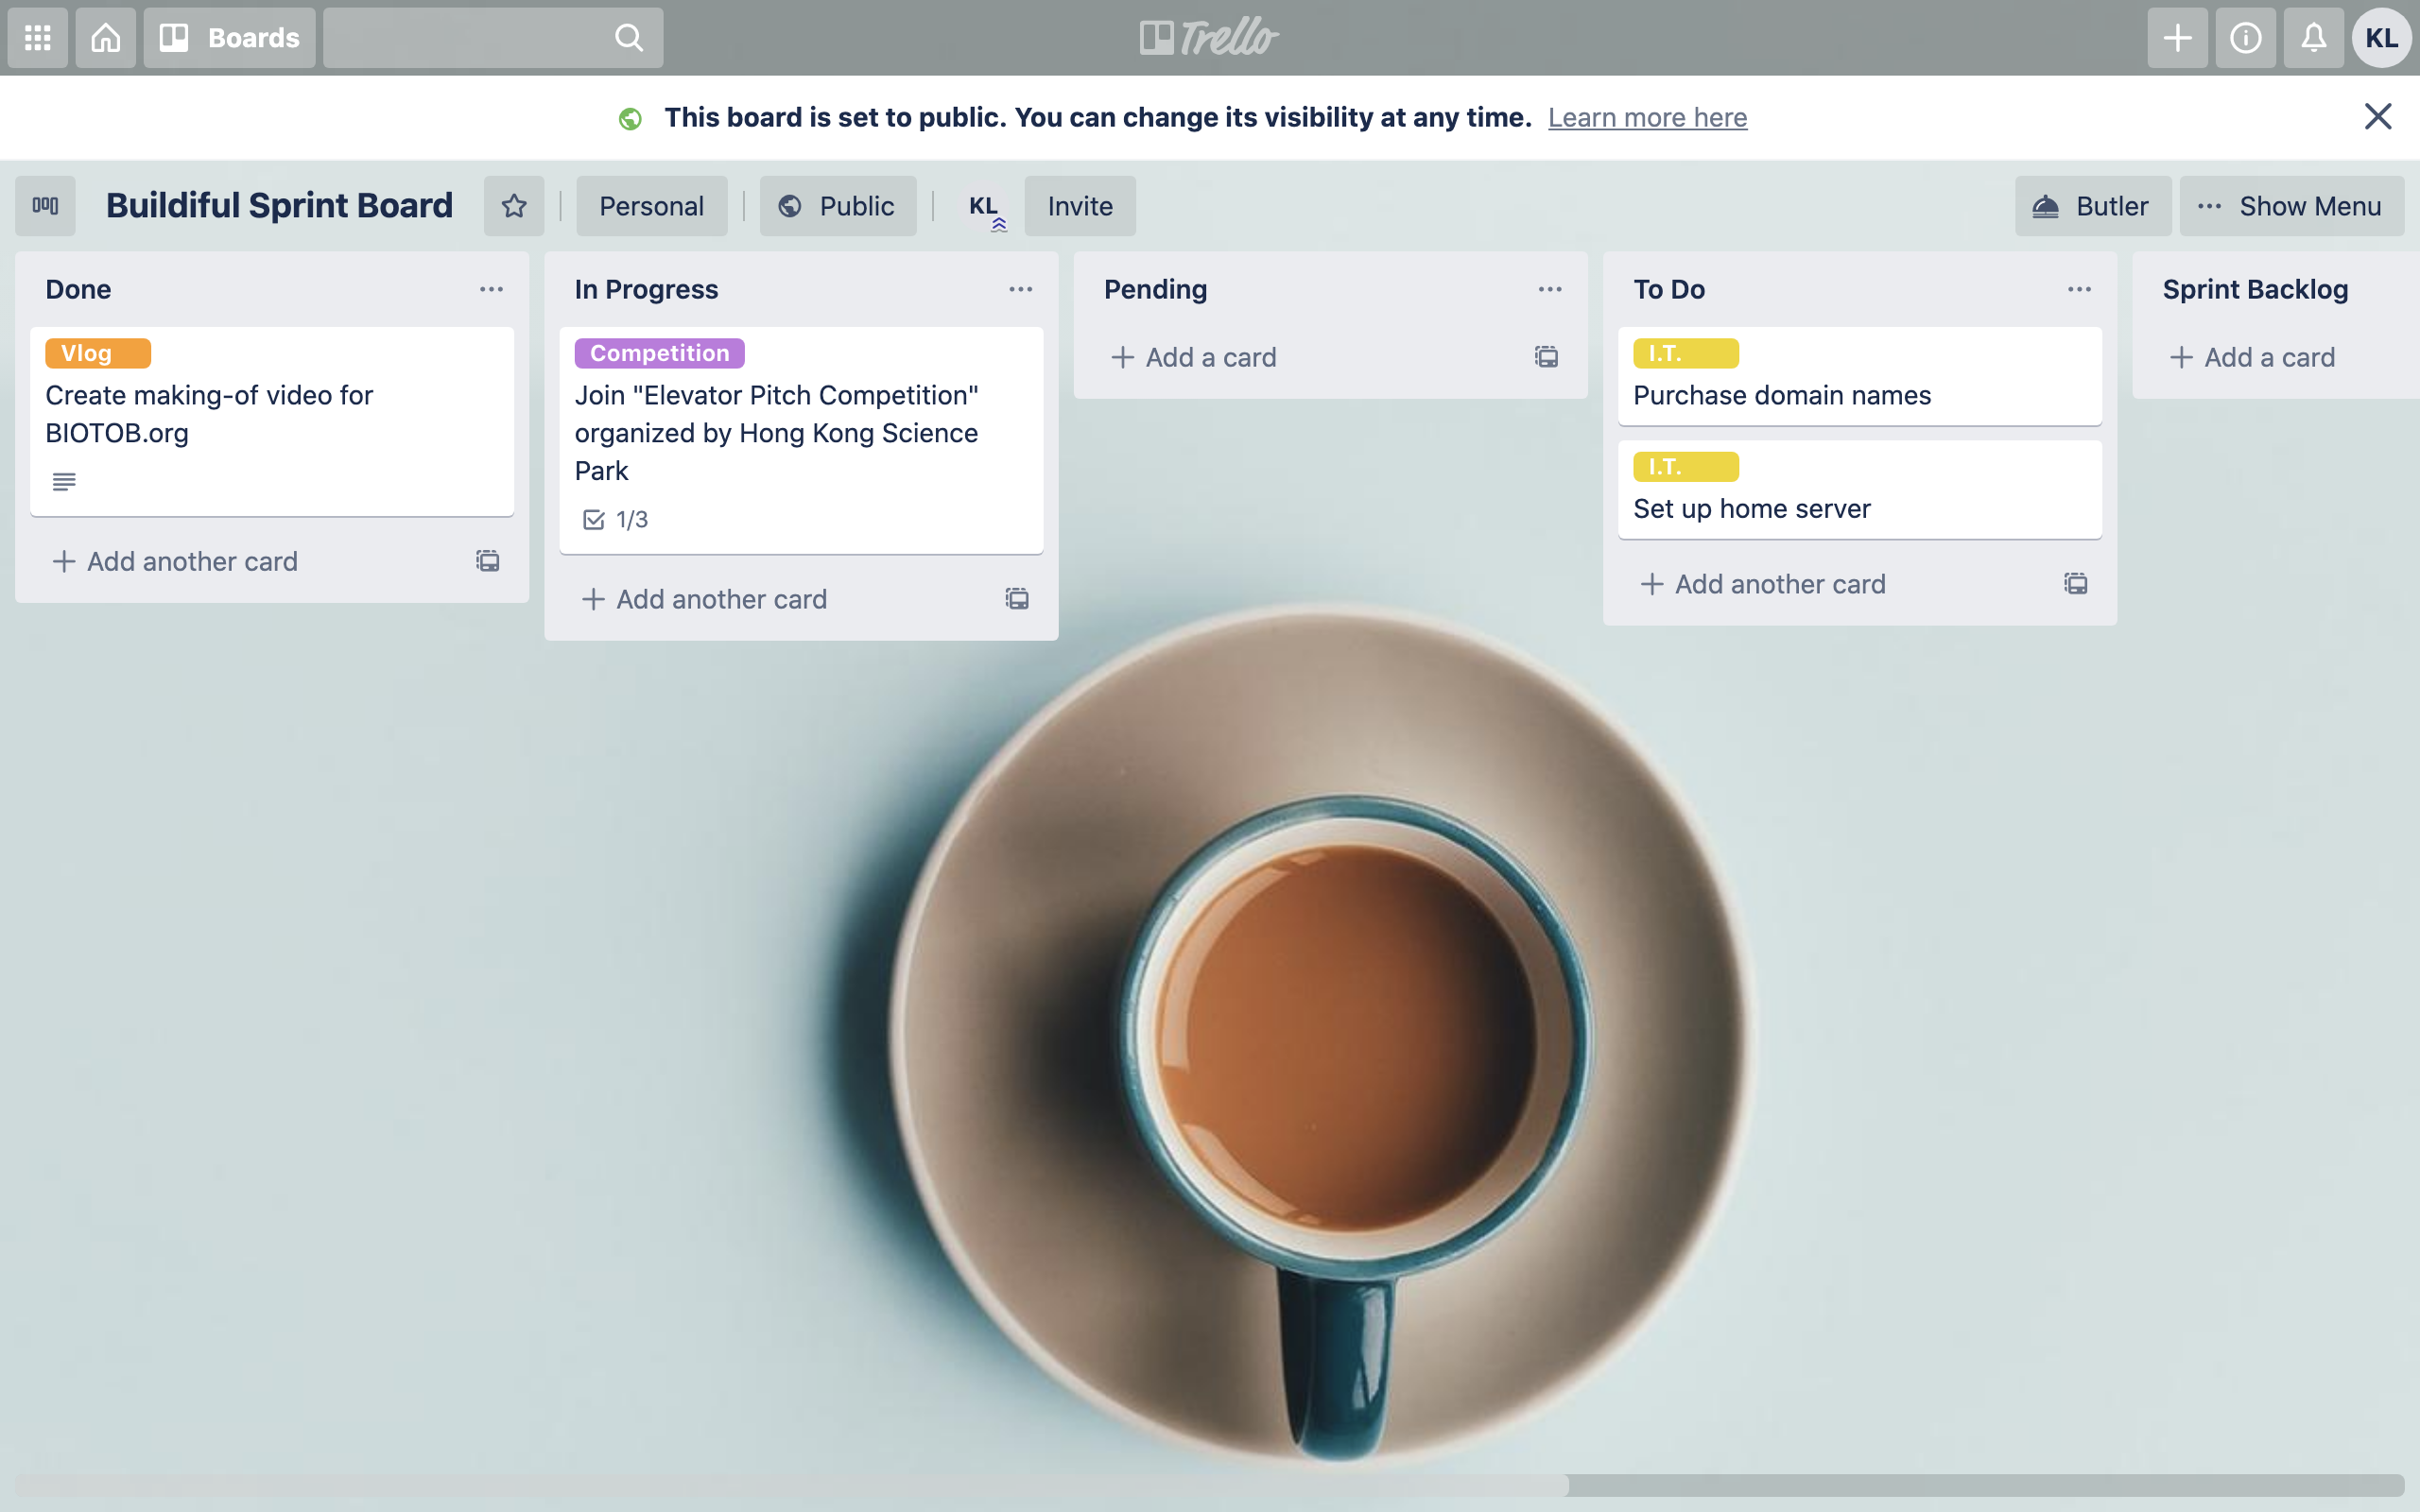 Boards
Trello
KL
This board is set to public. You can change its visibility at any time. Learn more here
Buildiful Sprint Board
Personal
Public
KL
Invite
Butler
... Show Menu
Done ...
Vlog
Create making-of video for
BIOTOB.org
+ Add another card
In Progress ...
Competition
Join "Elevator Pitch Competition"
organized by Hong Kong Science
Park
1/3
+ Add another card
Pending ...
+ Add a card
To Do ...
I.T.
Purchase domain names
I.T.
Set up home server
+ Add another card
Sprint Backlog
+ Add a card